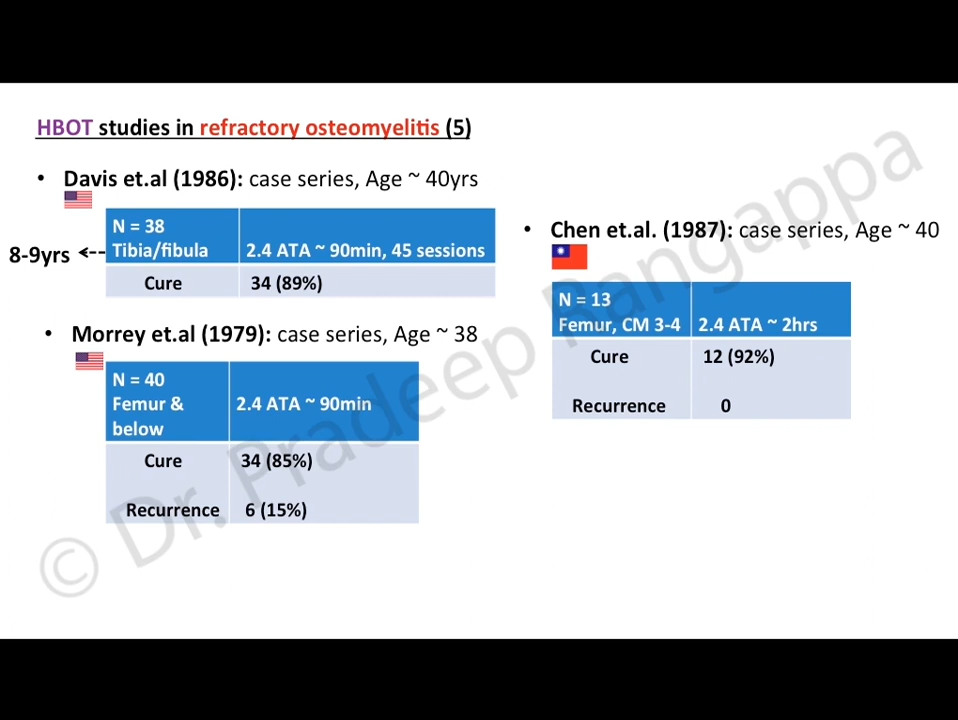 HBOT studies in refractory osteomyelitis (5)
• Davis et.al (1986): case series, Age ~ 40yrs
8-9yrs
N = 38
Tibia/fibula
2.4 ATA ~ 90min, 45 sessions
Cure 34 (89%)
• Morrey et.al (1979): case series, Age ~ 38
N = 40
Femur &
below
2.4 ATA ~ 90min
Cure 34 (85%)
Recurrence 6 (15%)
• Chen et.al. (1987): case series, Age ~ 40
N = 13
Femur, CM 3-4
2.4 ATA ~ 2hrs
Cure 12 (92%)
Recurrence 0
© Dr. Pradeep Rangappa